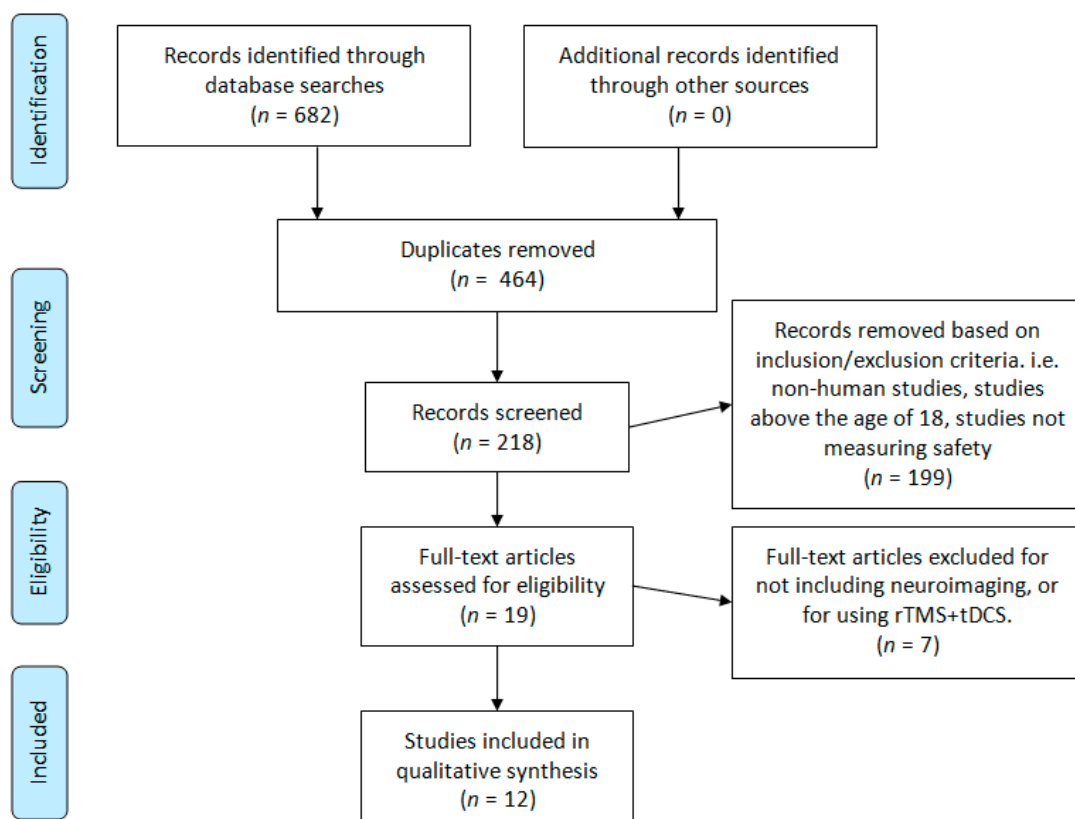 Identification
Records identified through
database searches
(n = 682)
Additional records identified
through other sources
(n = 0)
Screening
Duplicates removed
(n = 464)
Records screened
(n = 218)
Records removed based on
inclusion/exclusion criteria. i.e.
non-human studies, studies
above the age of 18, studies not
measuring safety
(n = 199)
Eligibility
Full-text articles
assessed for eligibility
(n = 19)
Full-text articles excluded for
not including neuroimaging, or
for using rTMS+tDCS.
(n = 7)
Included
Studies included in
qualitative synthesis
(n = 12)